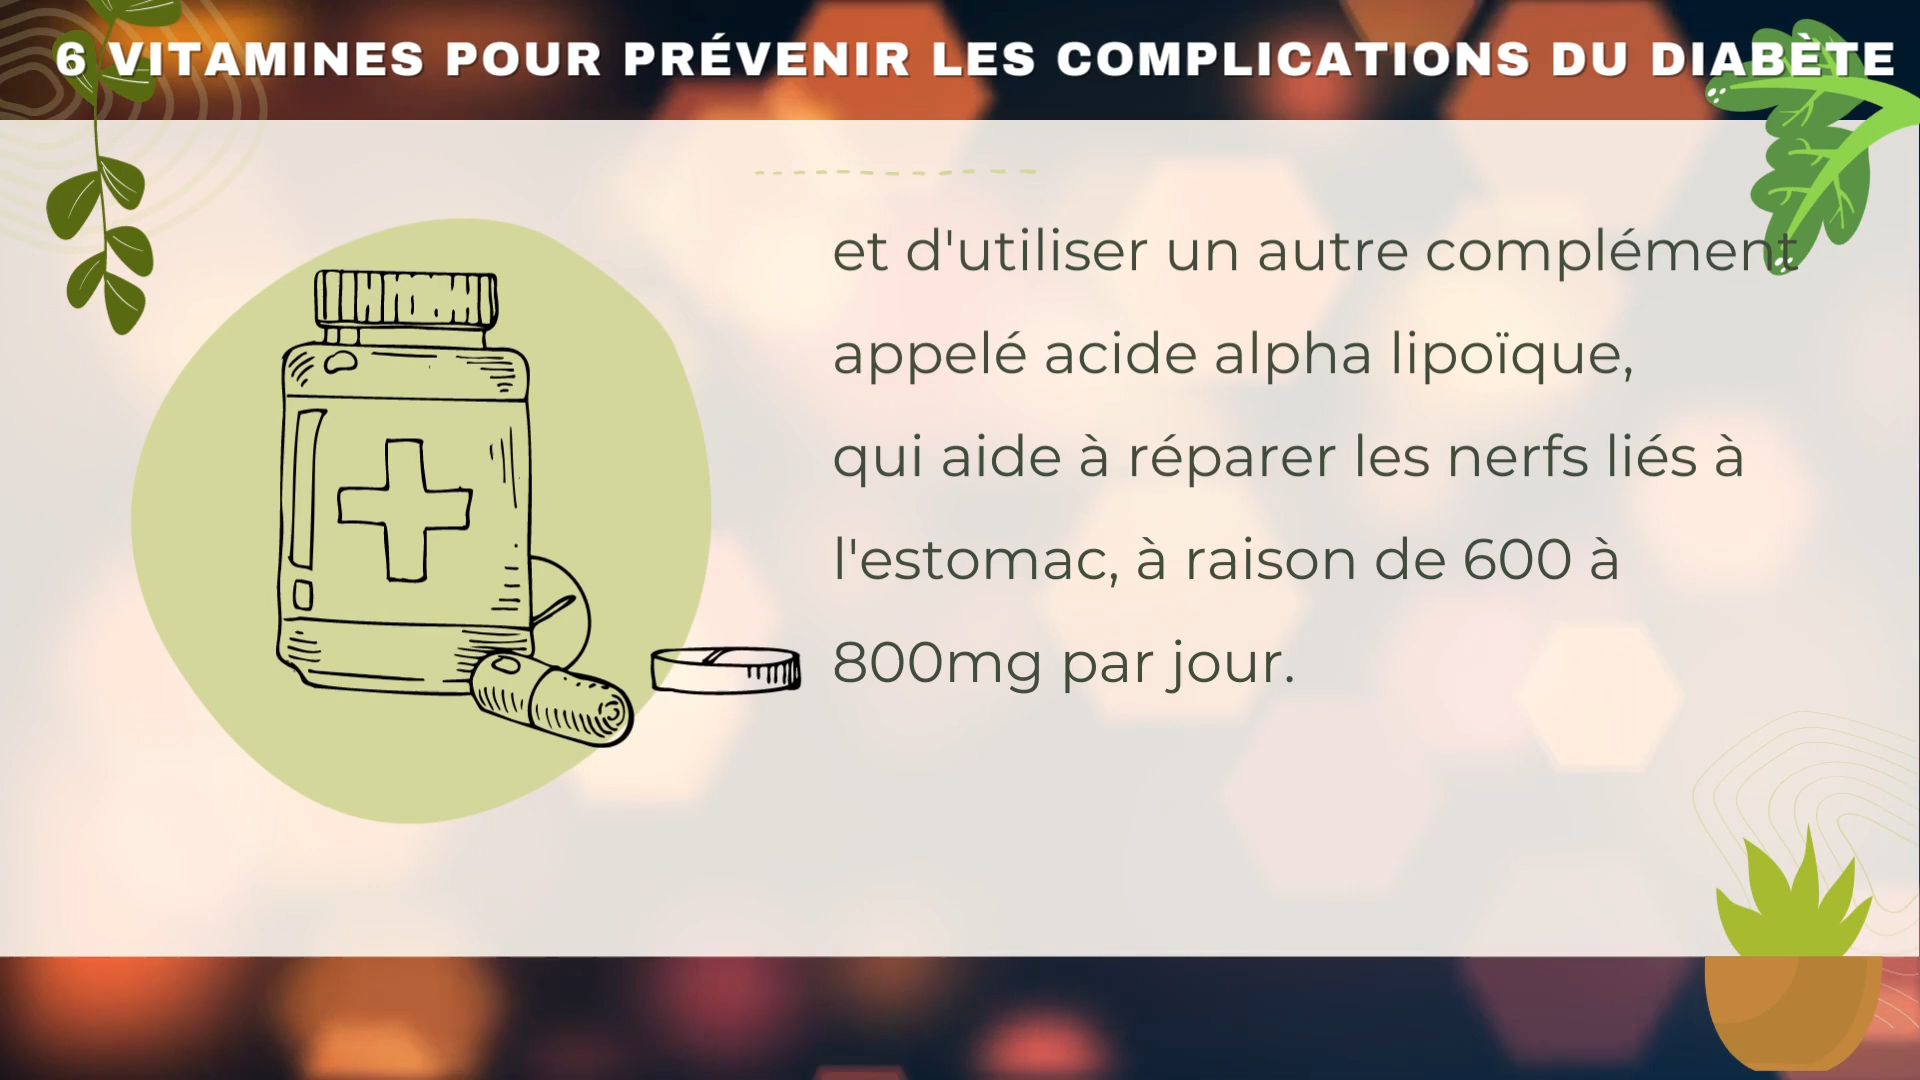 6 VITAMINES POUR PRÉVENIR LES COMPLICATIONS DU DIABÈTE
et d'utiliser un autre complément
appelé acide alpha lipoïque,
qui aide à réparer les nerfs liés à
l'estomac, à raison de 600 à
800mg par jour.